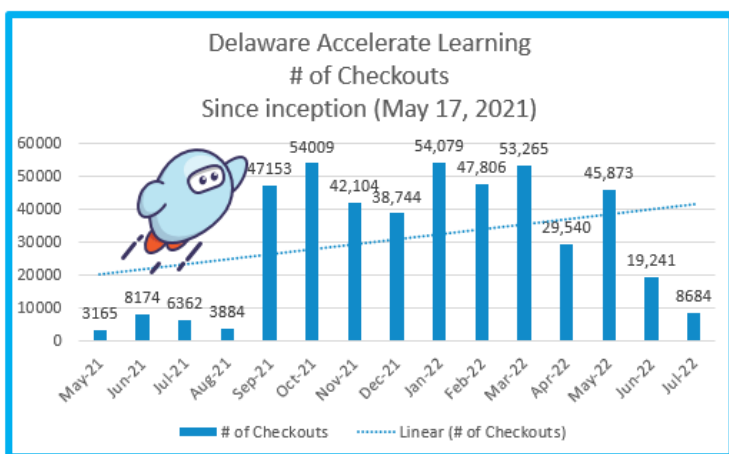 Delaware Accelerate Learning
# of Checkouts
Since inception (May 17, 2021)
60000
50000
40000
30000
20000
10000
0
3165
8174
6362
3884
47153
54009
42,104
38,744
54,079
47,806
53,265
29,540
45,873
19,241
8684
May-21
Jun-21
Jul-21
Aug-21
Sep-21
Oct-21
Nov-21
Dec-21
Jan-22
Feb-22
Mar-22
Apr-22
May-22
Jun-22
Jul-22
# of Checkouts
Linear (# of Checkouts)